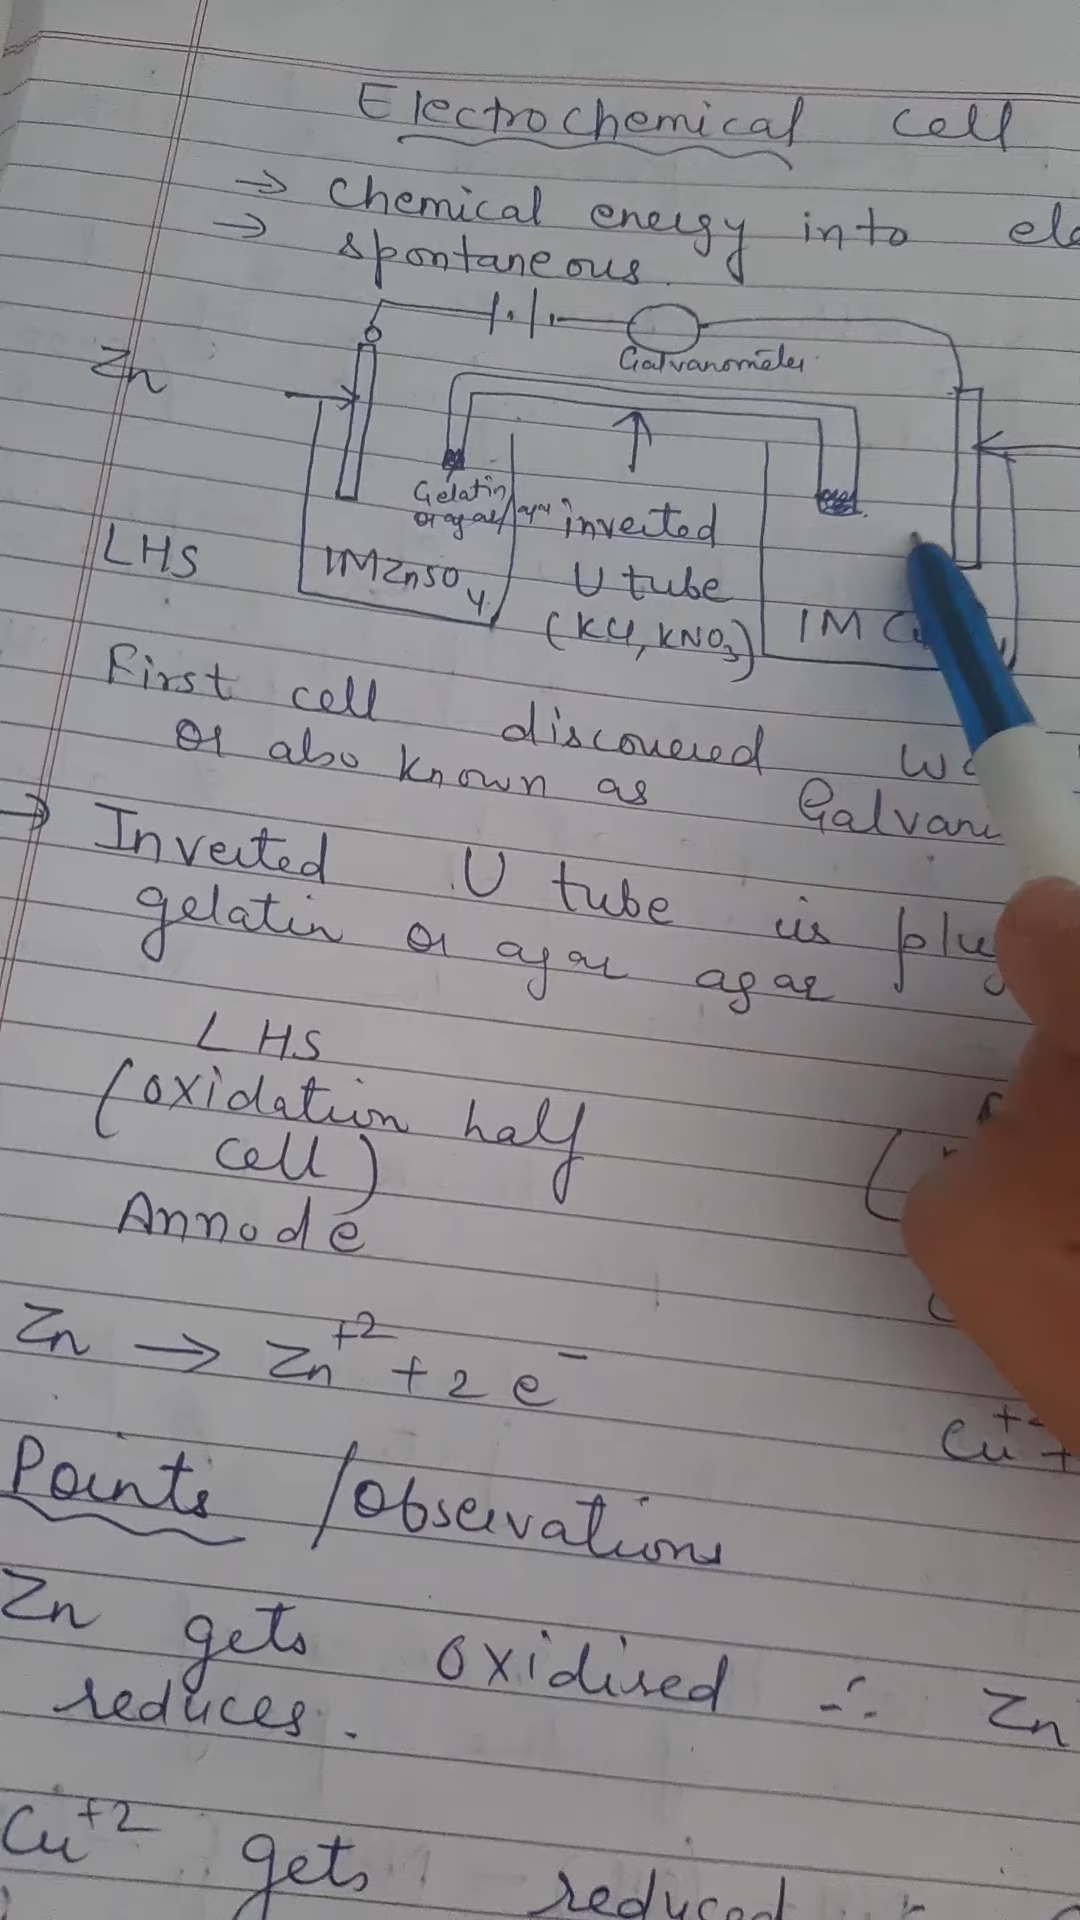 Electrochemical cell
→ Chemical energy into
→ spontaneous
Galvanometer
Zn
Gelatin
or agar agar
inverted
U tube
(KCl, KNO3)
LHS
1M ZnSO4
1M
First cell discovered
or also known as
→ Inverted U tube is
gelatin or agar agar
LHS
(oxidation half
cell)
Annode
Zn → Zn+2 + 2e-
Cu
Points / Observations
Zn gets oxidised ∴ Zn
reduces.
Cu+2 gets reduced